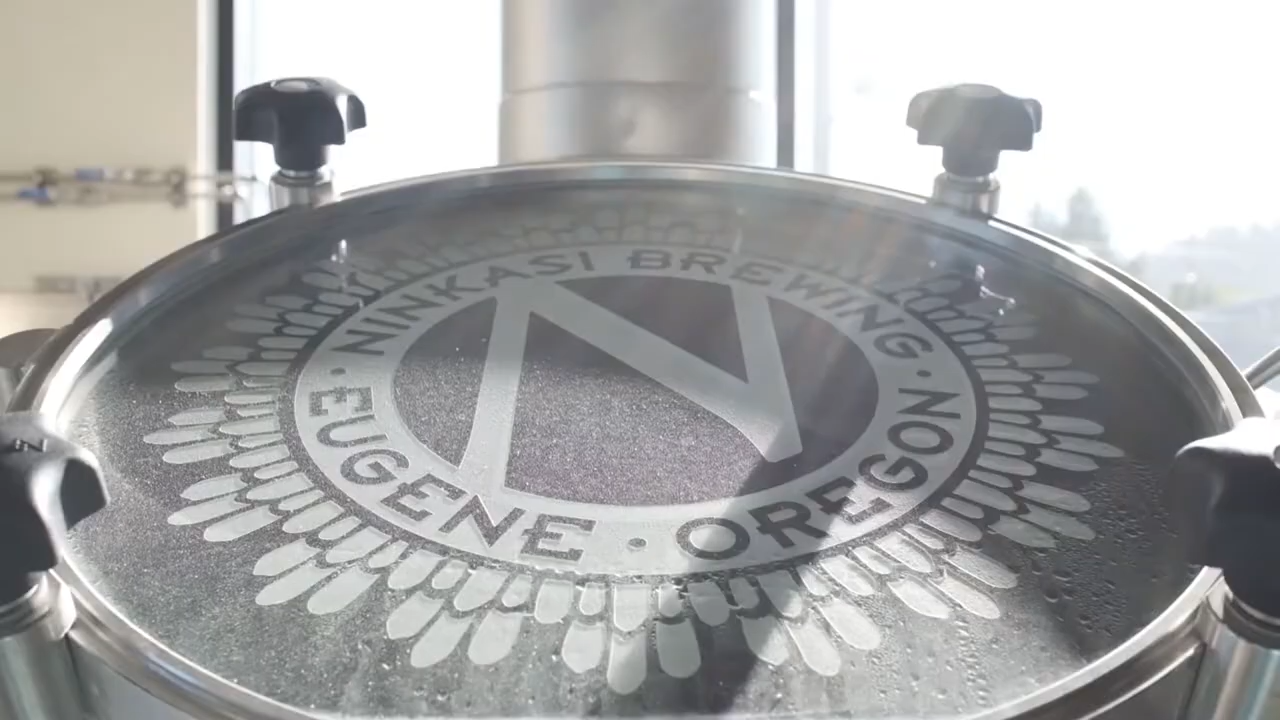 NINKASI BREWING
N
• EUGENE • OREGON •